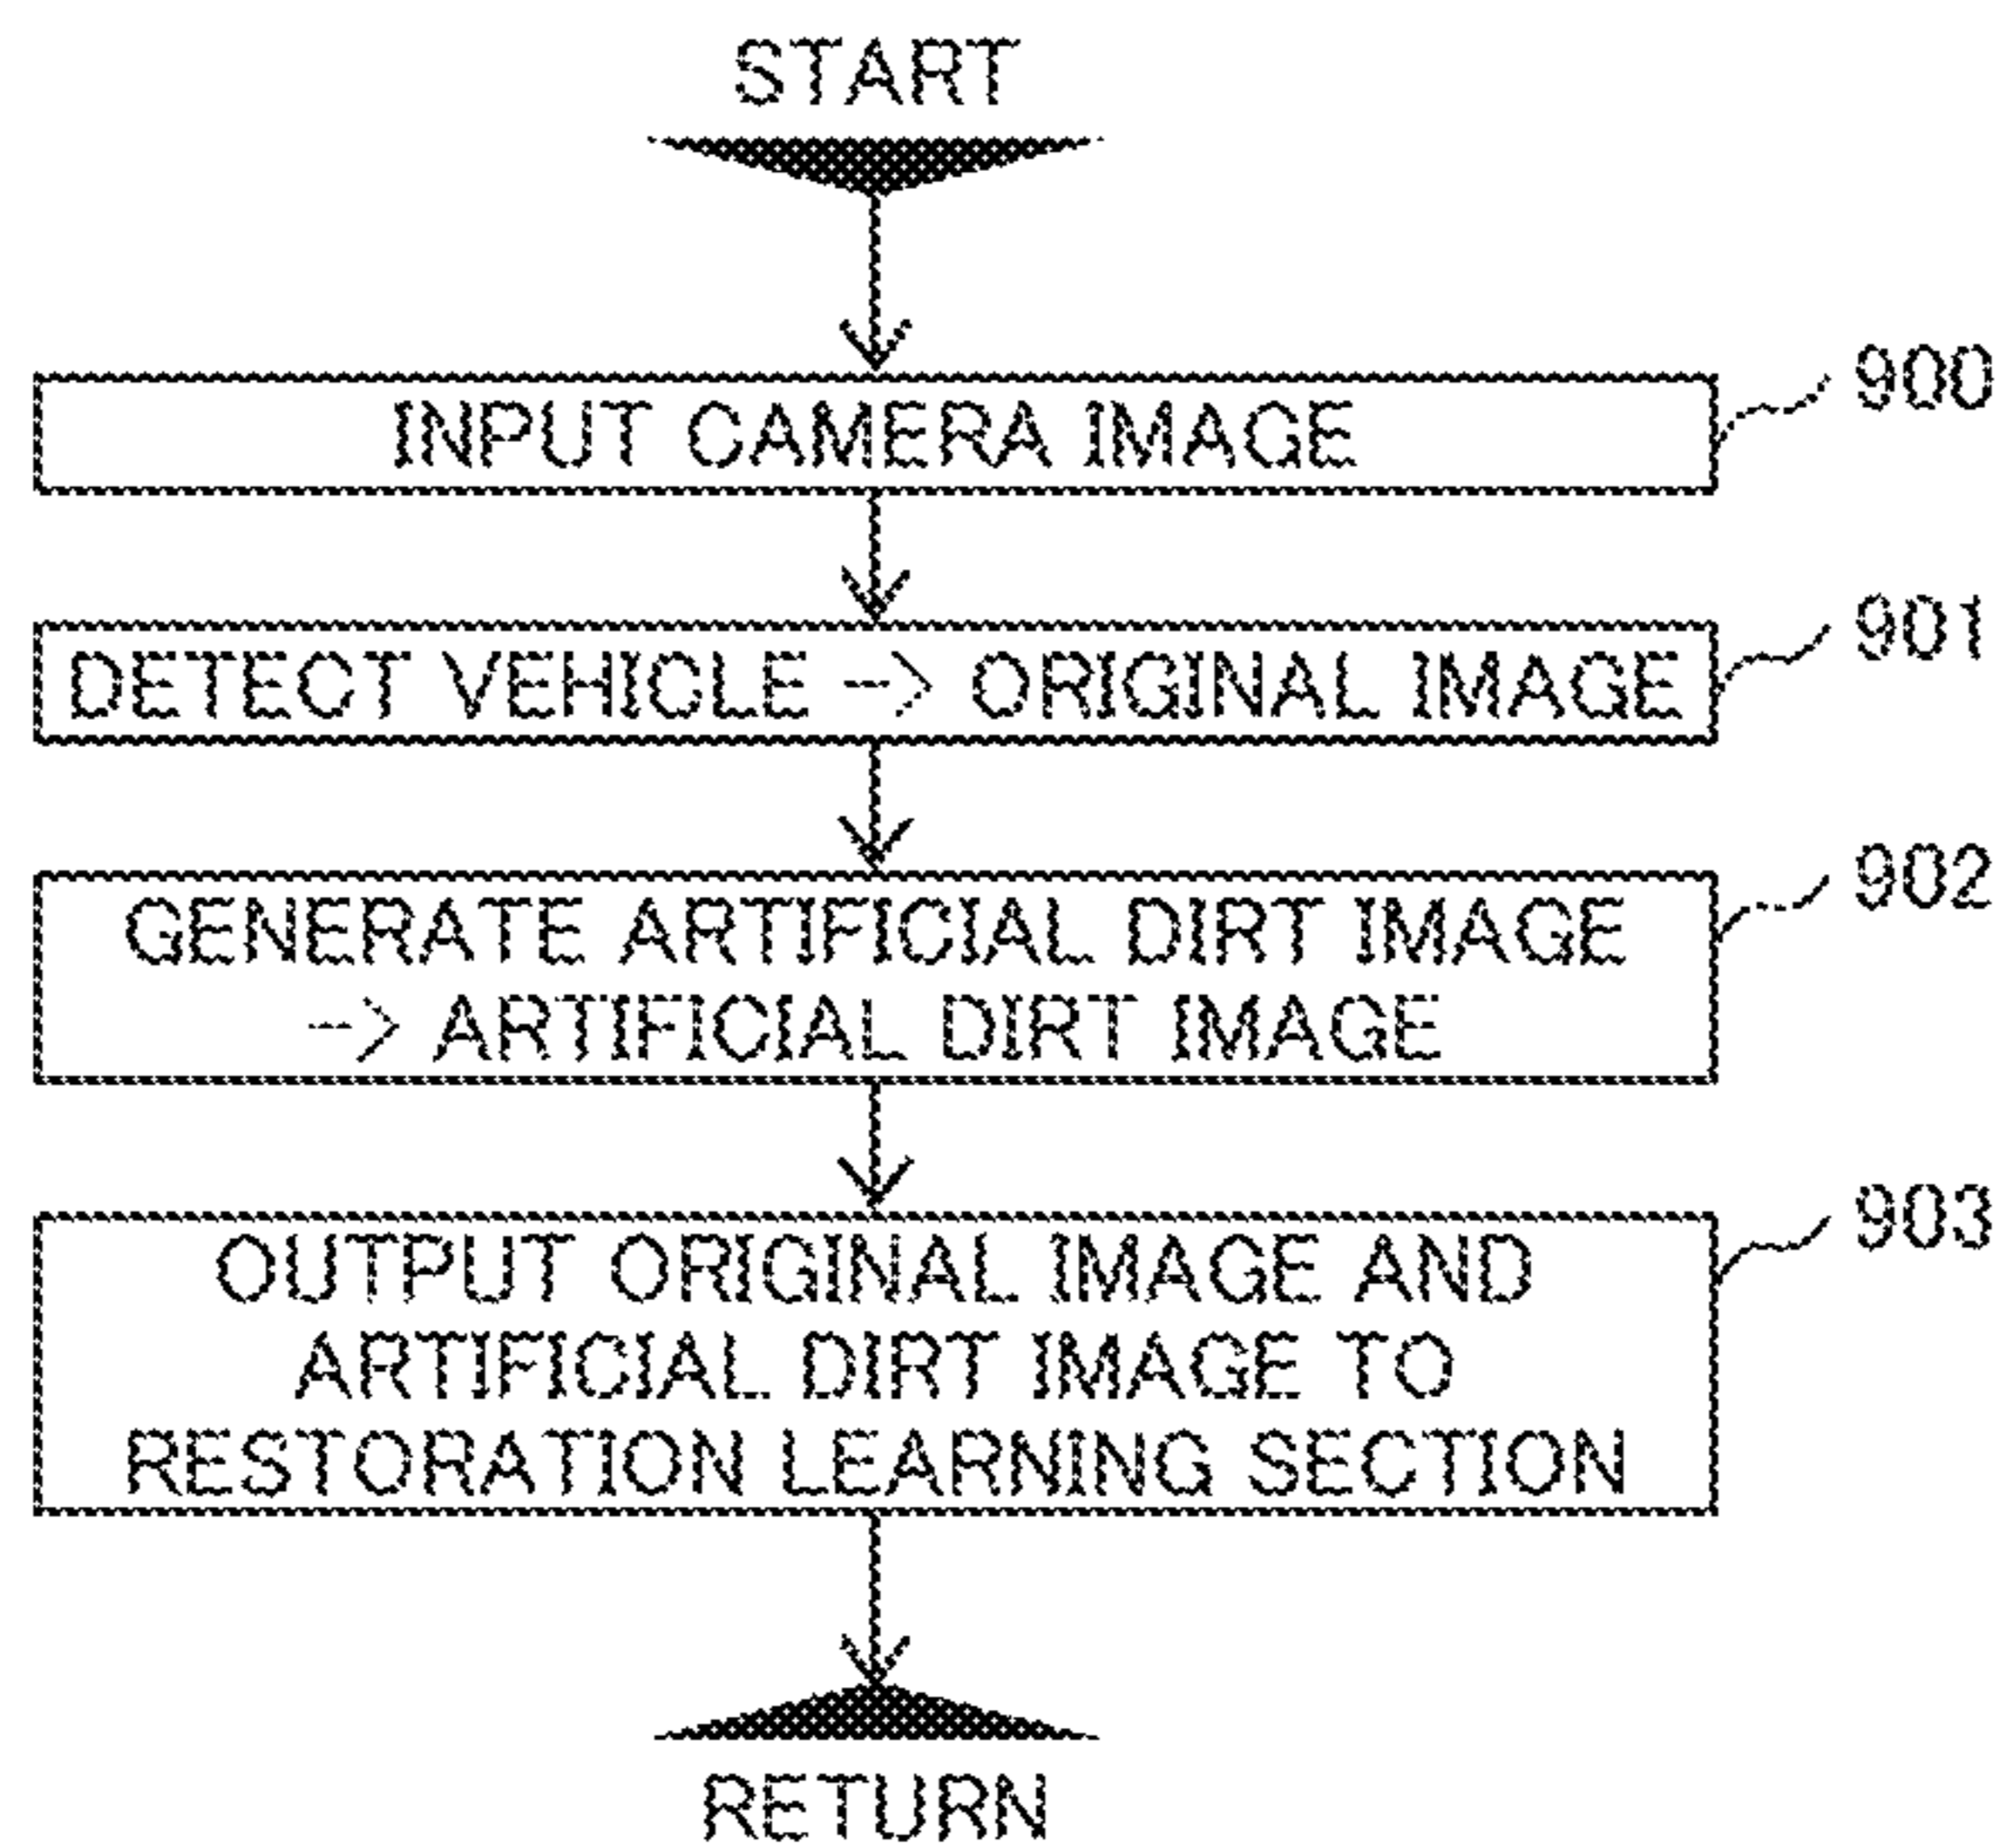 START
INPUT CAMERA IMAGE
900
DETECT VEHICLE --> ORIGINAL IMAGE
901
GENERATE ARTIFICIAL DIRT IMAGE
--> ARTIFICIAL DIRT IMAGE
902
OUTPUT ORIGINAL IMAGE AND
ARTIFICIAL DIRT IMAGE TO
RESTORATION LEARNING SECTION
903
RETURN